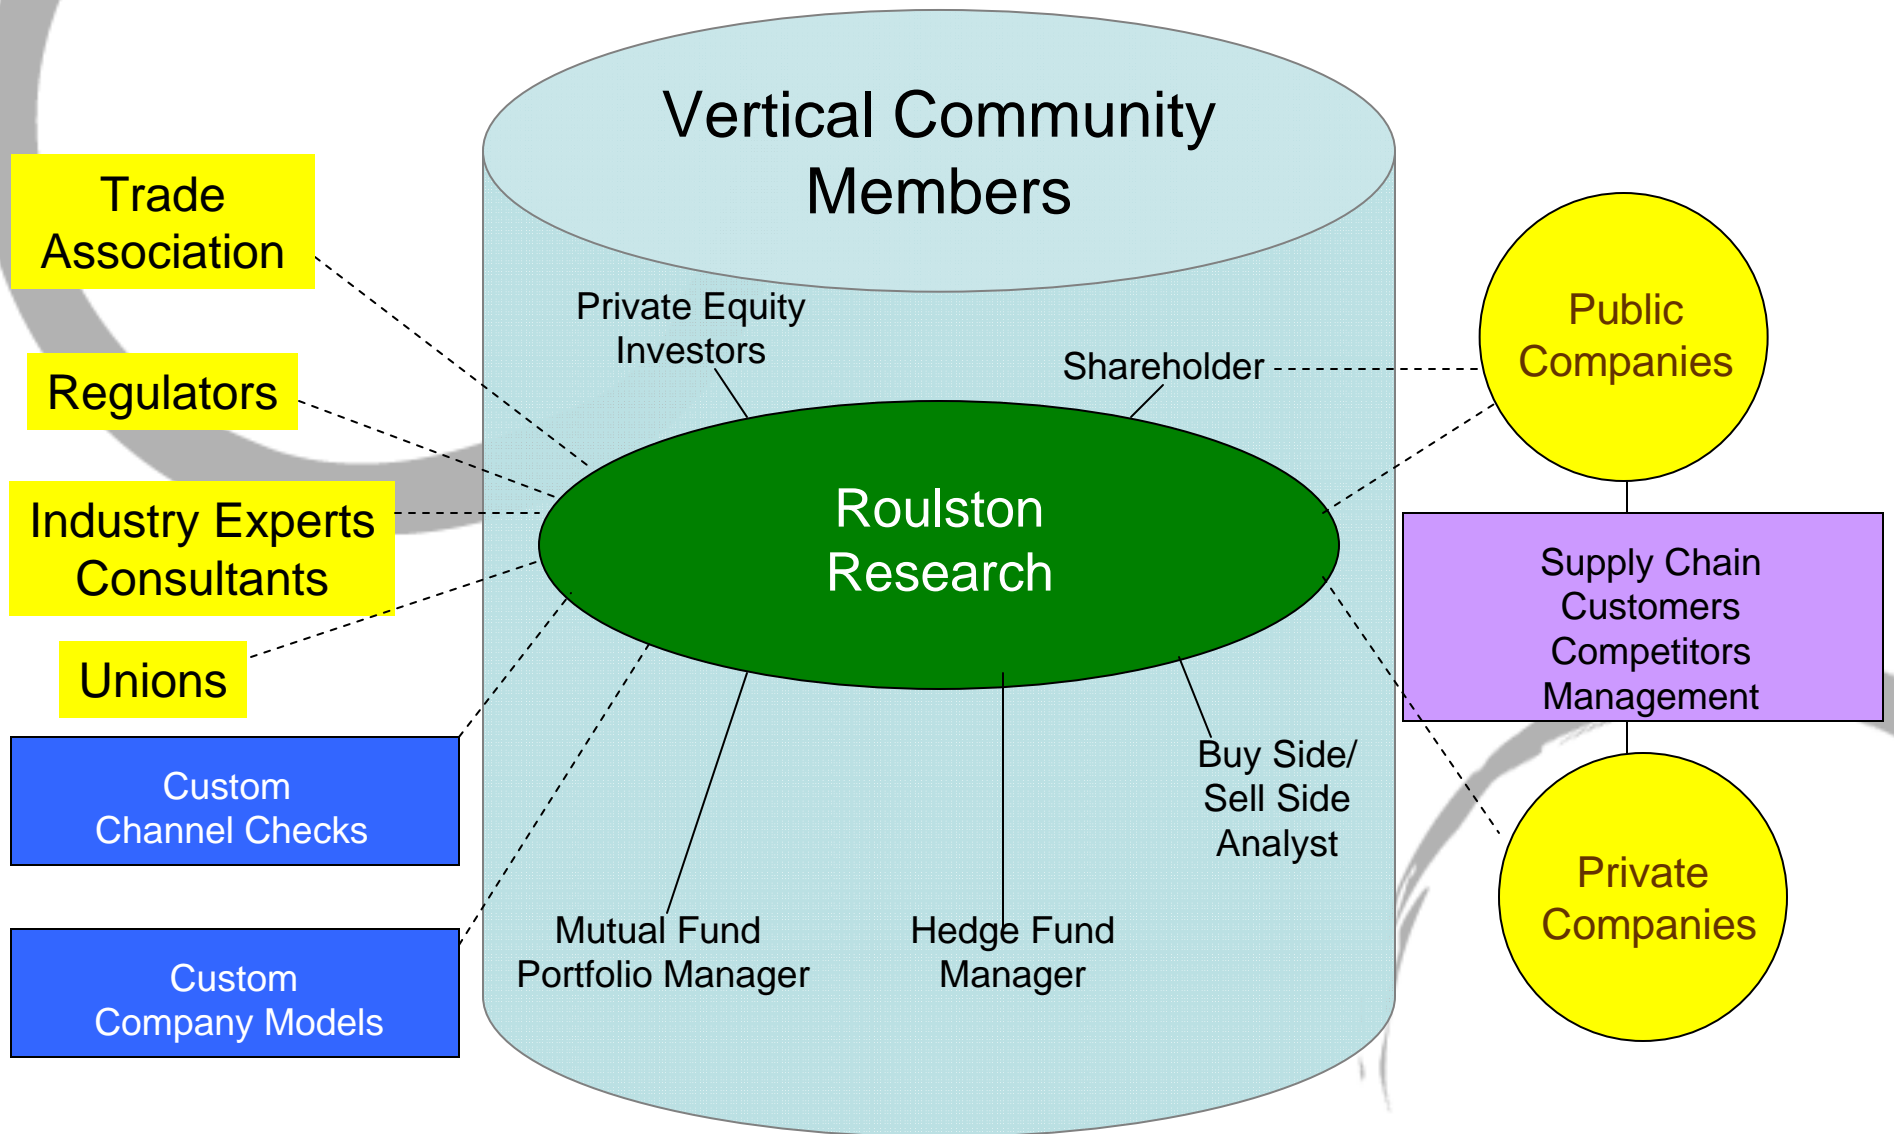 Vertical Community
Members
Trade
Association
Regulators
Industry Experts
Consultants
Unions
Custom
Channel Checks
Custom
Company Models
Private Equity
Investors
Shareholder
Roulston
Research
Mutual Fund
Portfolio Manager
Hedge Fund
Manager
Buy Side/
Sell Side
Analyst
Public
Companies
Supply Chain
Customers
Competitors
Management
Private
Companies